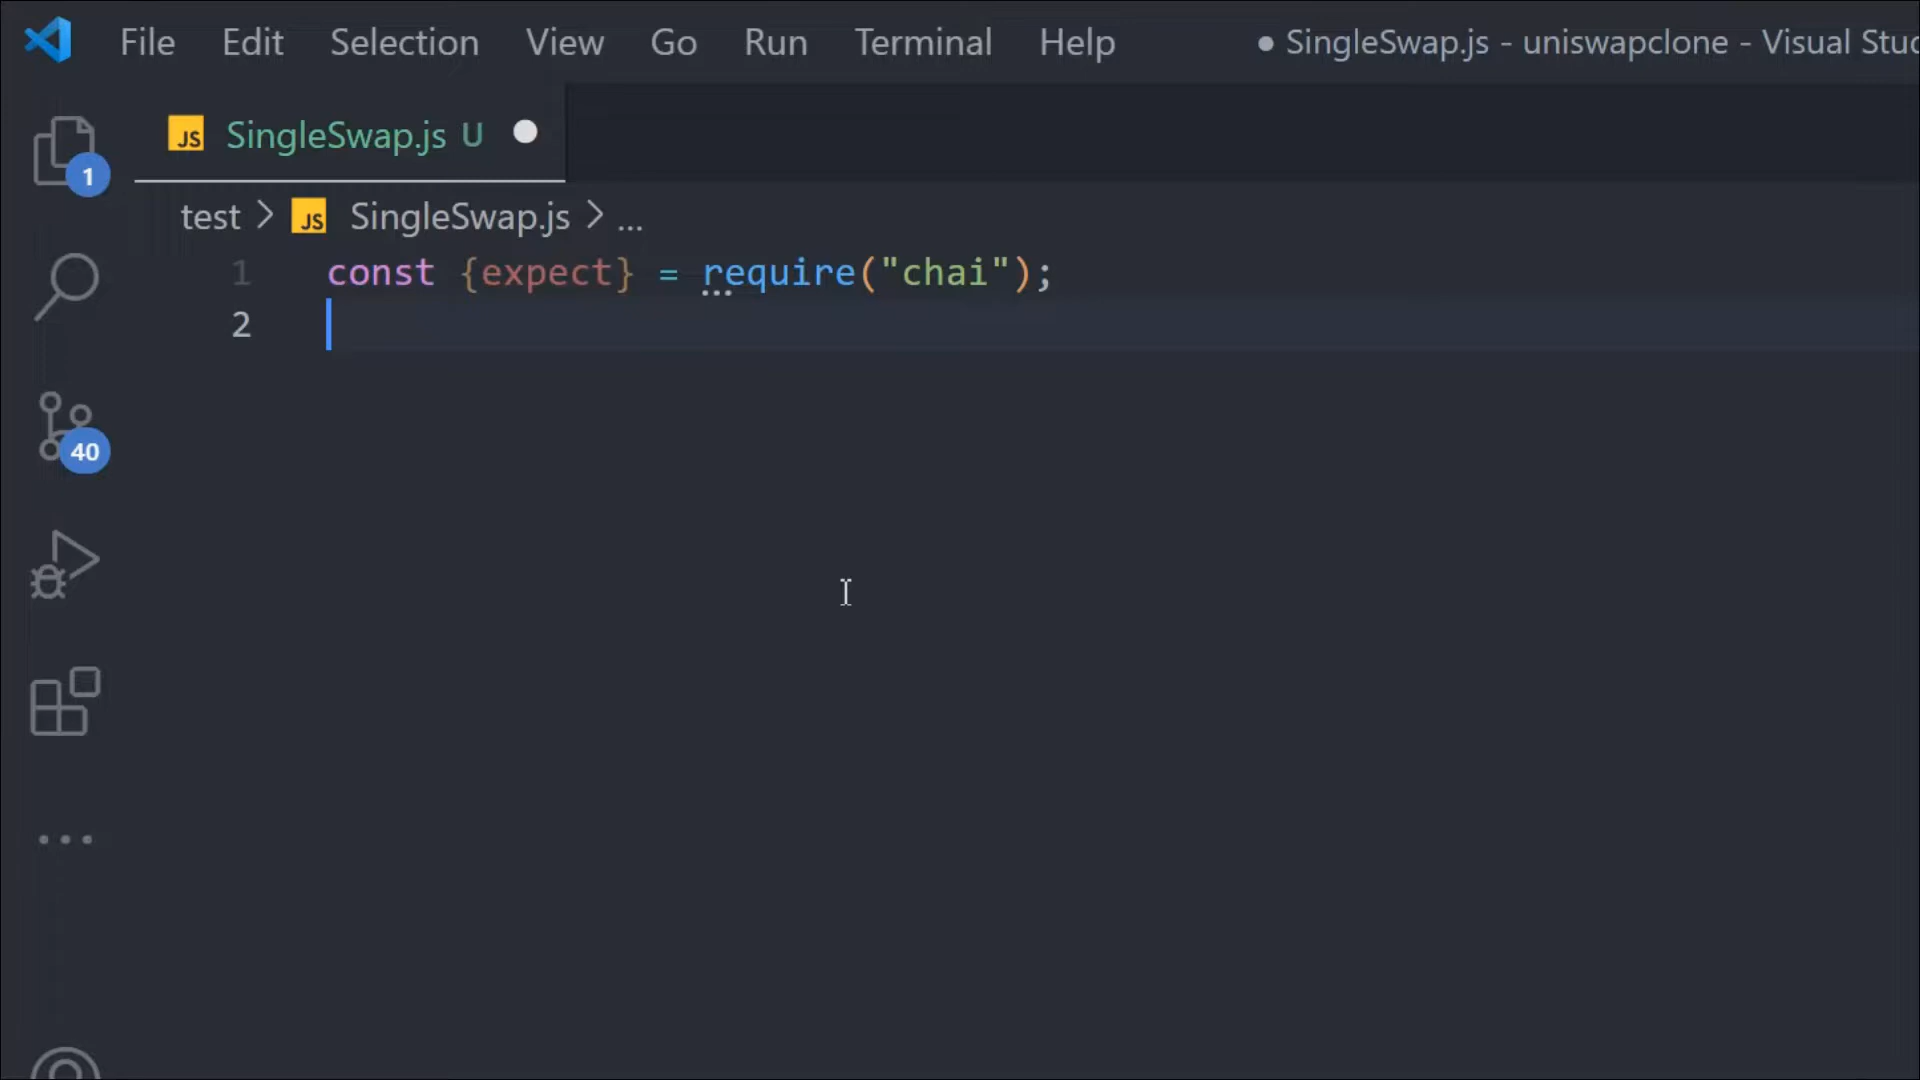 File Edit Selection View Go Run Terminal Help ● SingleSwap.js - uniswapclone - Visual Stuc
JS SingleSwap.js U
1
test > JS SingleSwap.js > ...
1 const {expect} = require("chai");
2
40